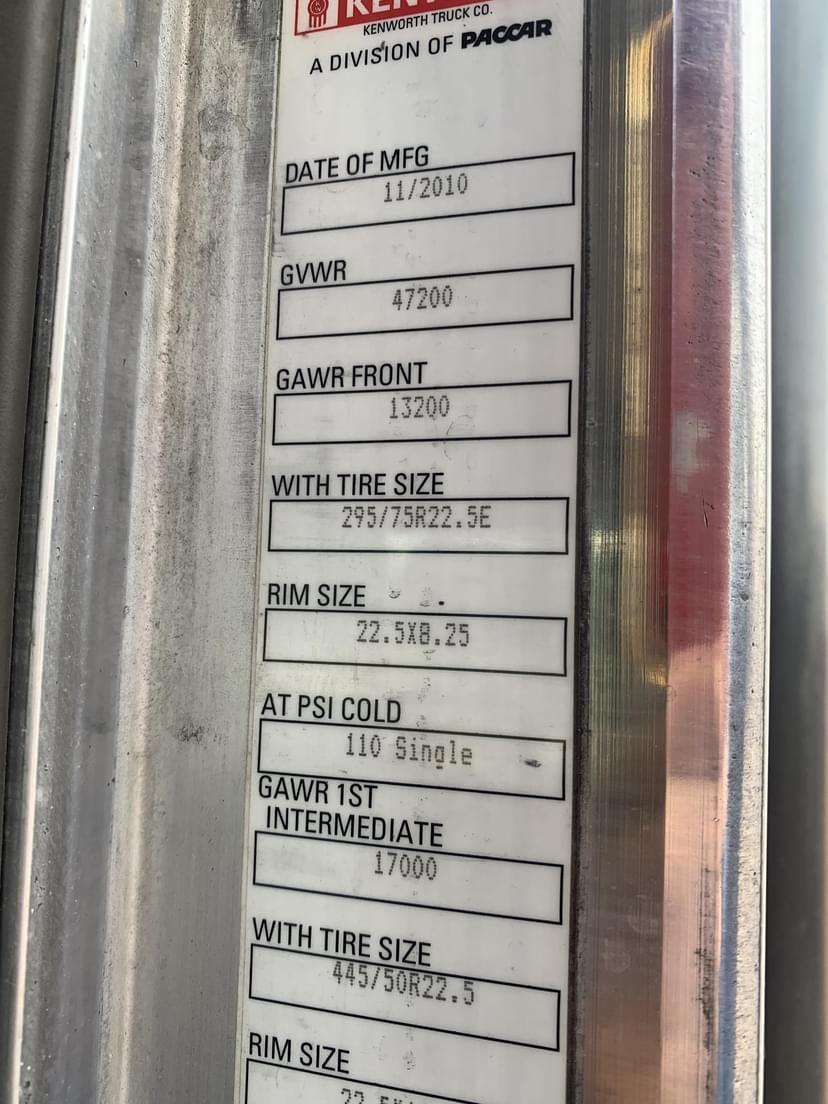 KENWORTH TRUCK CO.
A DIVISION OF PACCAR
DATE OF MFG
11/2010
GVWR
47200
GAWR FRONT
13200
WITH TIRE SIZE
295/75R22.5E
RIM SIZE
22.5X8.25
AT PSI COLD
110 Single
GAWR 1ST
INTERMEDIATE
17000
WITH TIRE SIZE
445/50R22.5
RIM SIZE